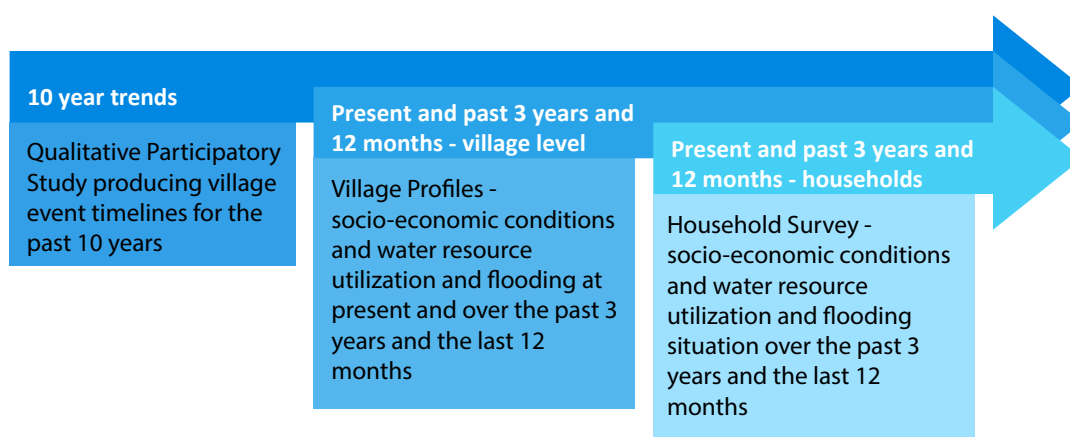 10 year trends
Qualitative Participatory
Study producing village
event timelines for the
past 10 years
Present and past 3 years and
12 months - village level
Village Profiles -
socio-economic conditions
and water resource
utilization and flooding at
present and over the past 3
years and the last 12
months
Present and past 3 years and
12 months - households
Household Survey -
socio-economic conditions
and water resource
utilization and flooding
situation over the past 3
years and the last 12
months